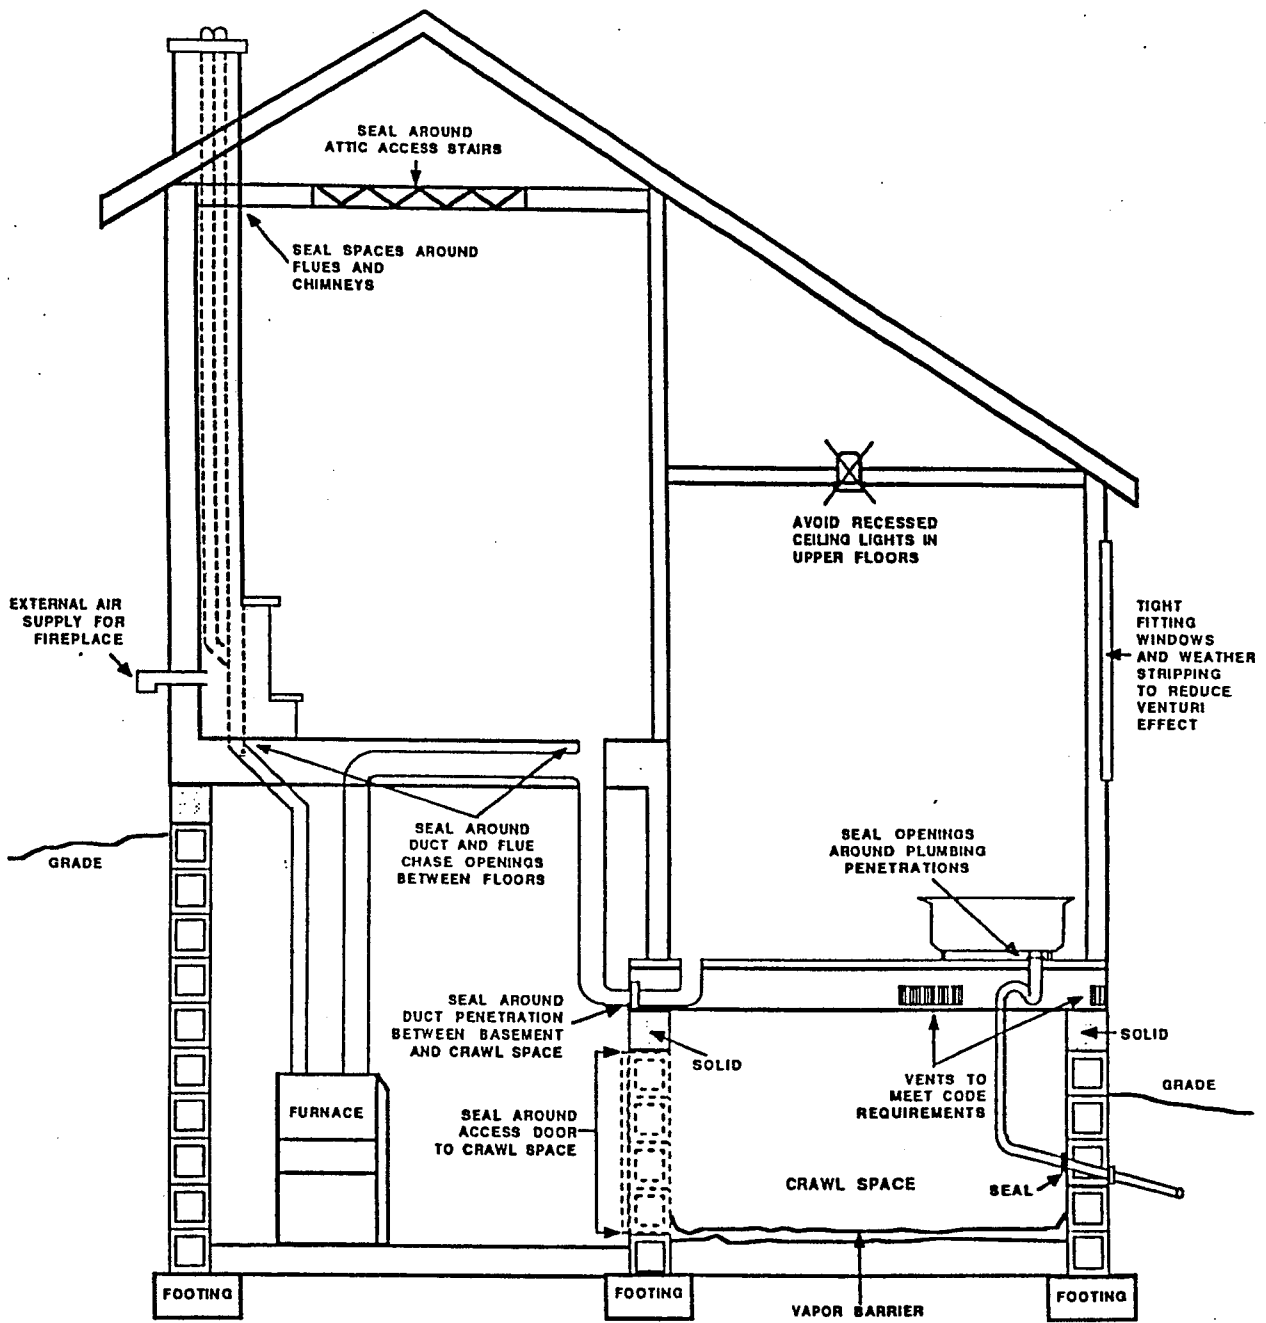 SEAL AROUND
ATTIC ACCESS STAIRS
SEAL SPACES AROUND
FLUES AND
CHIMNEYS
AVOID RECESSED
CEILING LIGHTS IN
UPPER FLOORS
EXTERNAL AIR
SUPPLY FOR
FIREPLACE
TIGHT
FITTING
WINDOWS
AND WEATHER
STRIPPING
TO REDUCE
VENTURI
EFFECT
GRADE
SEAL AROUND
DUCT AND FLUE
CHASE OPENINGS
BETWEEN FLOORS
SEAL OPENINGS
AROUND PLUMBING
PENETRATIONS
SEAL AROUND
DUCT PENETRATION
BETWEEN BASEMENT
AND CRAWL SPACE
SOLID
SOLID
VENTS TO
MEET CODE
REQUIREMENTS
GRADE
FURNACE
SEAL AROUND
ACCESS DOOR
TO CRAWL SPACE
CRAWL SPACE
SEAL
FOOTING
FOOTING
FOOTING
VAPOR BARRIER